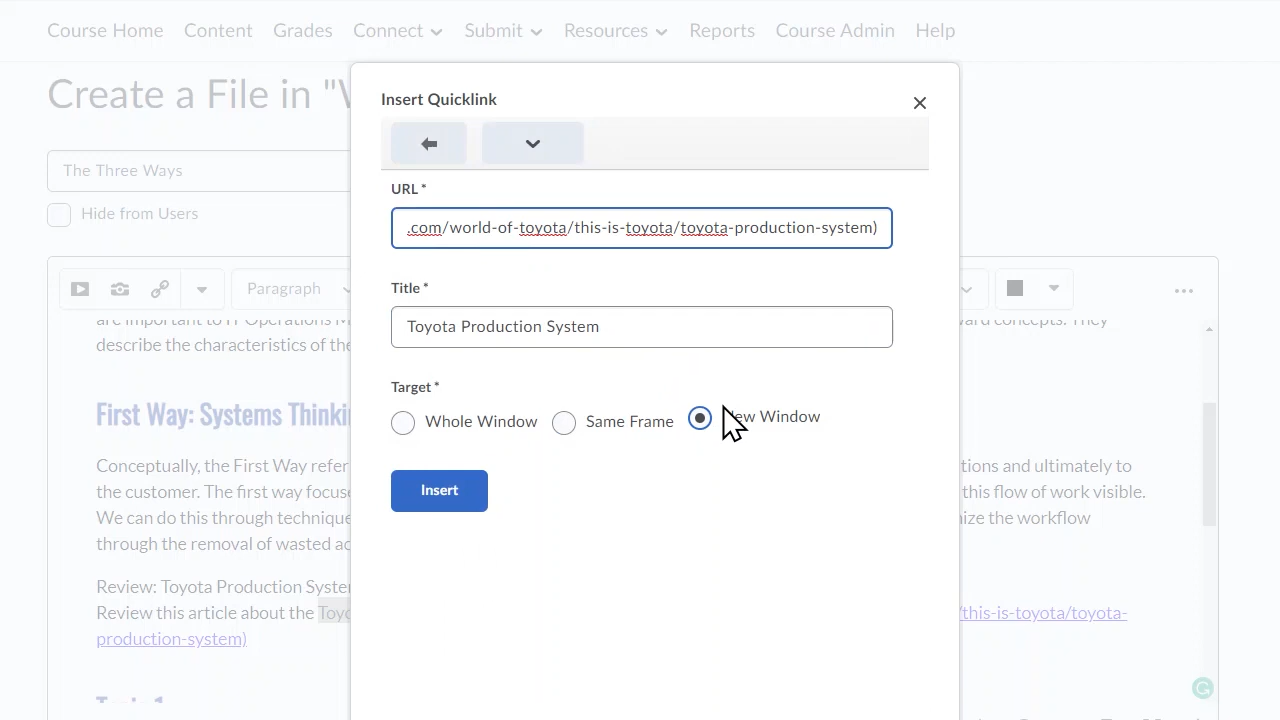 Course Home Content Grades Connect Submit Resources Reports Course Admin Help
Create a File in "
Insert Quicklink
The Three Ways
Hide from Users
URL *
.com/world-of-toyota/this-is-toyota/toyota-production-system)
Title *
Toyota Production System
Target *
Whole Window Same Frame New Window
Insert
Paragraph
are important to IT Operations M
ward concepts. They
describe the characteristics of the
First Way: Systems Thinki
Conceptually, the First Way refer
tions and ultimately to
the customer. The first way focuse
this flow of work visible.
We can do this through technique
ize the workflow
through the removal of wasted ac
Review: Toyota Production Syste
Review this article about the Toyo
/this-is-toyota/toyota-
production-system)